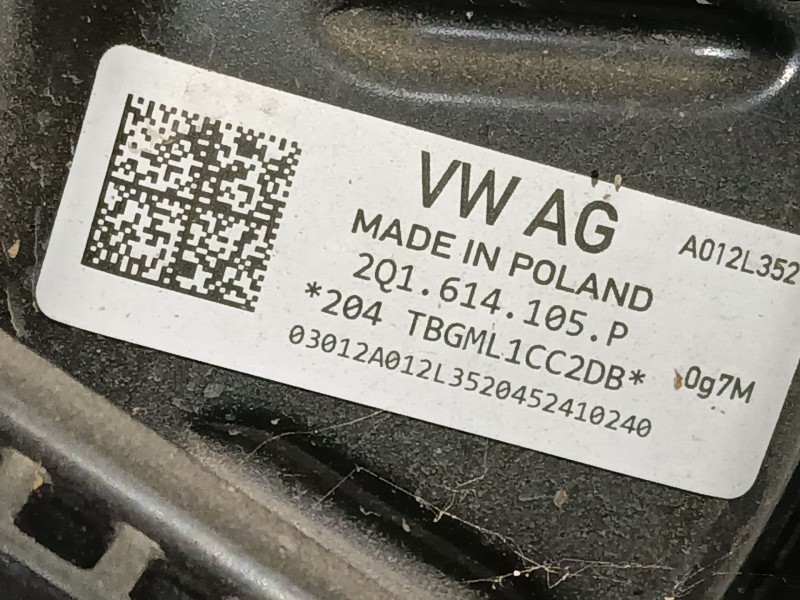 VW AG
A012L352
MADE IN POLAND
2Q1.614.105.P
*204 TBGML1CC2DB*
0g7M
03012A012L3520452410240